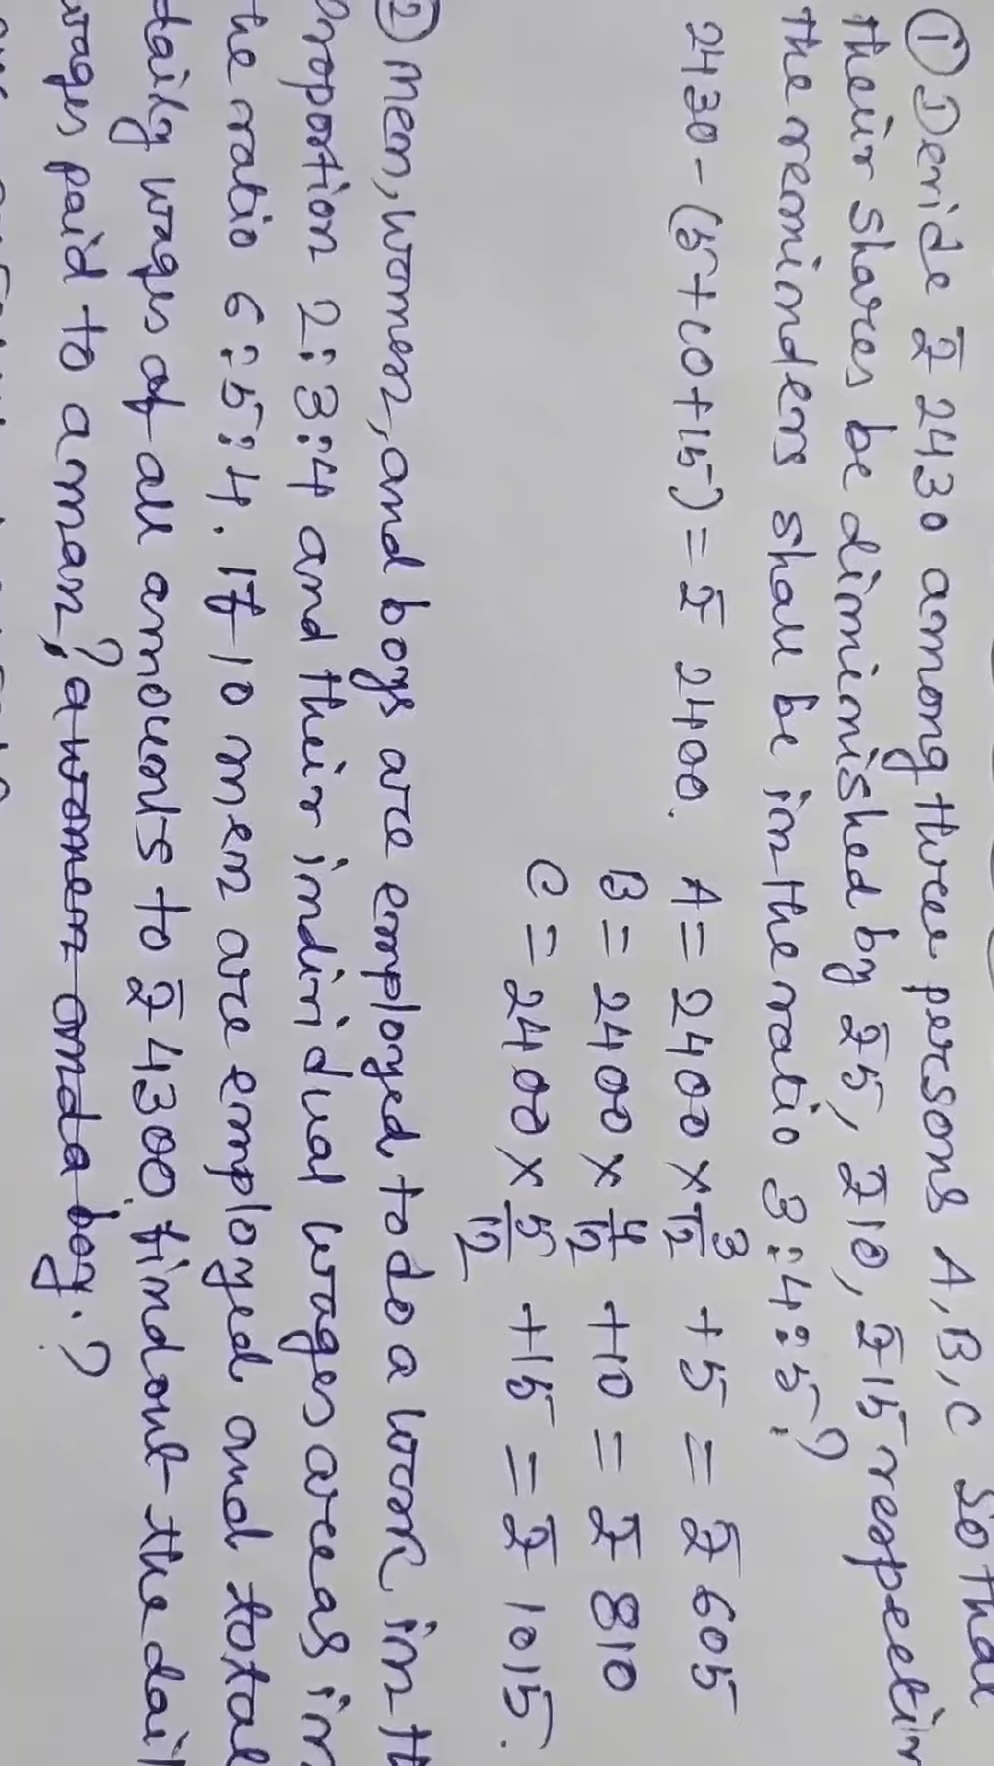 ① Devide ₹ 2430 among three persons A, B, C so that
their shares be diminished by ₹5, ₹10, ₹15 respectiv
the reminders shall be in the ratio 3:4:5?
2430-(5+10+15)=₹ 2400. A = 2400 × 3/12 + 5 = ₹ 605
B = 2400 × 4/12 + 10 = ₹ 810
C = 2400 × 5/12 + 15 = ₹ 1015.
② Men, women, and boys are employed to do a work in th
Proportion 2:3:4 and their individual wages are as in
the ratio 6:5:4. If 10 men are employed and total
daily wages of all amounts to ₹ 4300. find out the dail
wages paid to a man? a women and a boy.?